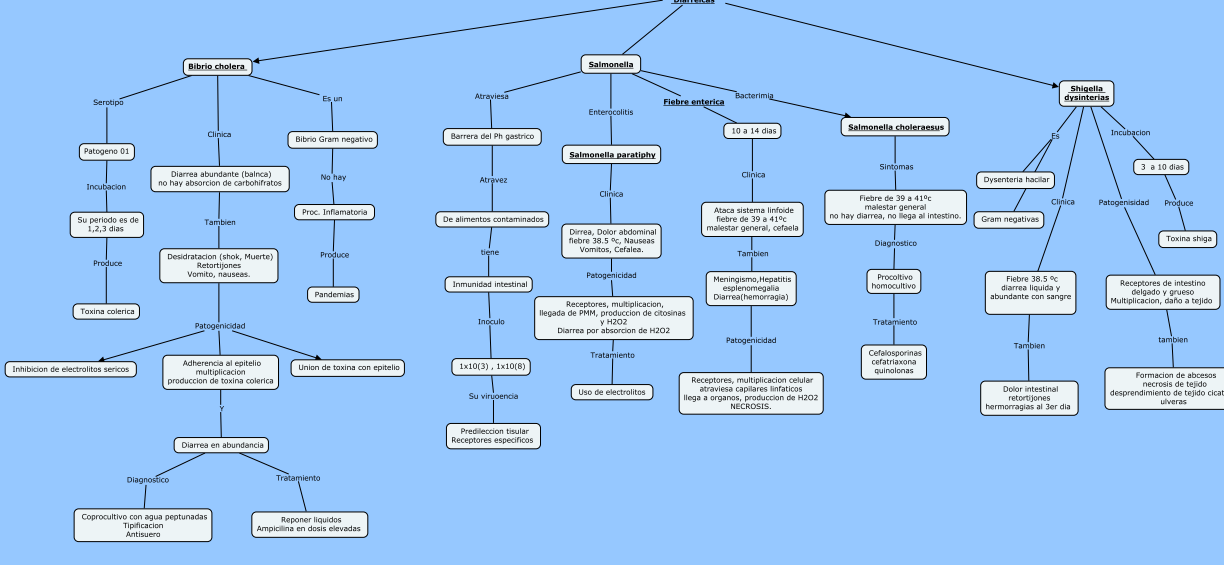 Diarreicas
Bibrio cholera
Serotipo
Patogeno 01
Incubacion
Su periodo es de
1,2,3 dias
Produce
Toxina colerica
Clinica
Diarrea abundante (balnca)
no hay absorcion de carbohifratos
Tambien
Desidratacion (shok, Muerte)
Retortijones
Vomito, nauseas.
Patogenicidad
Inhibicion de electrolitos sericos
Adherencia al epitelio
multiplicacion
produccion de toxina colerica
Union de toxina con epitelio
Y
Diarrea en abundancia
Diagnostico
Coprocultivo con agua peptunadas
Tipificacion
Antisuero
Tratamiento
Reponer liquidos
Ampicilina en dosis elevadas
Es un
Bibrio Gram negativo
No hay
Proc. Inflamatoria
Produce
Pandemias
Salmonella
Atraviesa
Barrera del Ph gastrico
Atravez
De alimentos contaminados
tiene
Inmunidad intestinal
Inoculo
1x10(3) , 1x10(8)
Su viruoencia
Predileccion tisular
Receptores especificos
Enterocolitis
Salmonella paratiphy
Clinica
Dirrea, Dolor abdominal
fiebre 38.5 ºc, Nauseas
Vomitos, Cefalea.
Patogenicidad
Receptores, multiplicacion,
llegada de PMM, produccion de citosinas
y H2O2
Diarrea por absorcion de H2O2
Tratamiento
Uso de electrolitos
Fiebre enterica
10 a 14 dias
Clinica
Ataca sistema linfoide
fiebre de 39 a 41ºc
malestar general, cefaela
Tambien
Meningismo,Hepatitis
esplenomegalia
Diarrea(hemorragia)
Patogenicidad
Receptores, multiplicacion celular
atraviesa capilares linfaticos
llega a organos, produccion de H2O2
NECROSIS.
Bacterimia
Salmonella choleraesus
Sintomas
Fiebre de 39 a 41ºc
malestar general
no hay diarrea, no llega al intestino.
Diagnostico
Procoltivo
homocultivo
Tratamiento
Cefalosporinas
cefatriaxona
quinolonas
Shigella
dysinterias
Es
Dysenteria hacilar
Gram negativas
Clinica
Fiebre 38.5 ºc
diarrea liquida y
abundante con sangre
Tambien
Dolor intestinal
retortijones
hermorragias al 3er dia
Patogenisidad
Receptores de intestino
delgado y grueso
Multiplicacion, daño a tejido
tambien
Formacion de abcesos
necrosis de tejido
desprendimiento de tejido
ulveras
Incubacion
3 a 10 dias
Produce
Toxina shiga